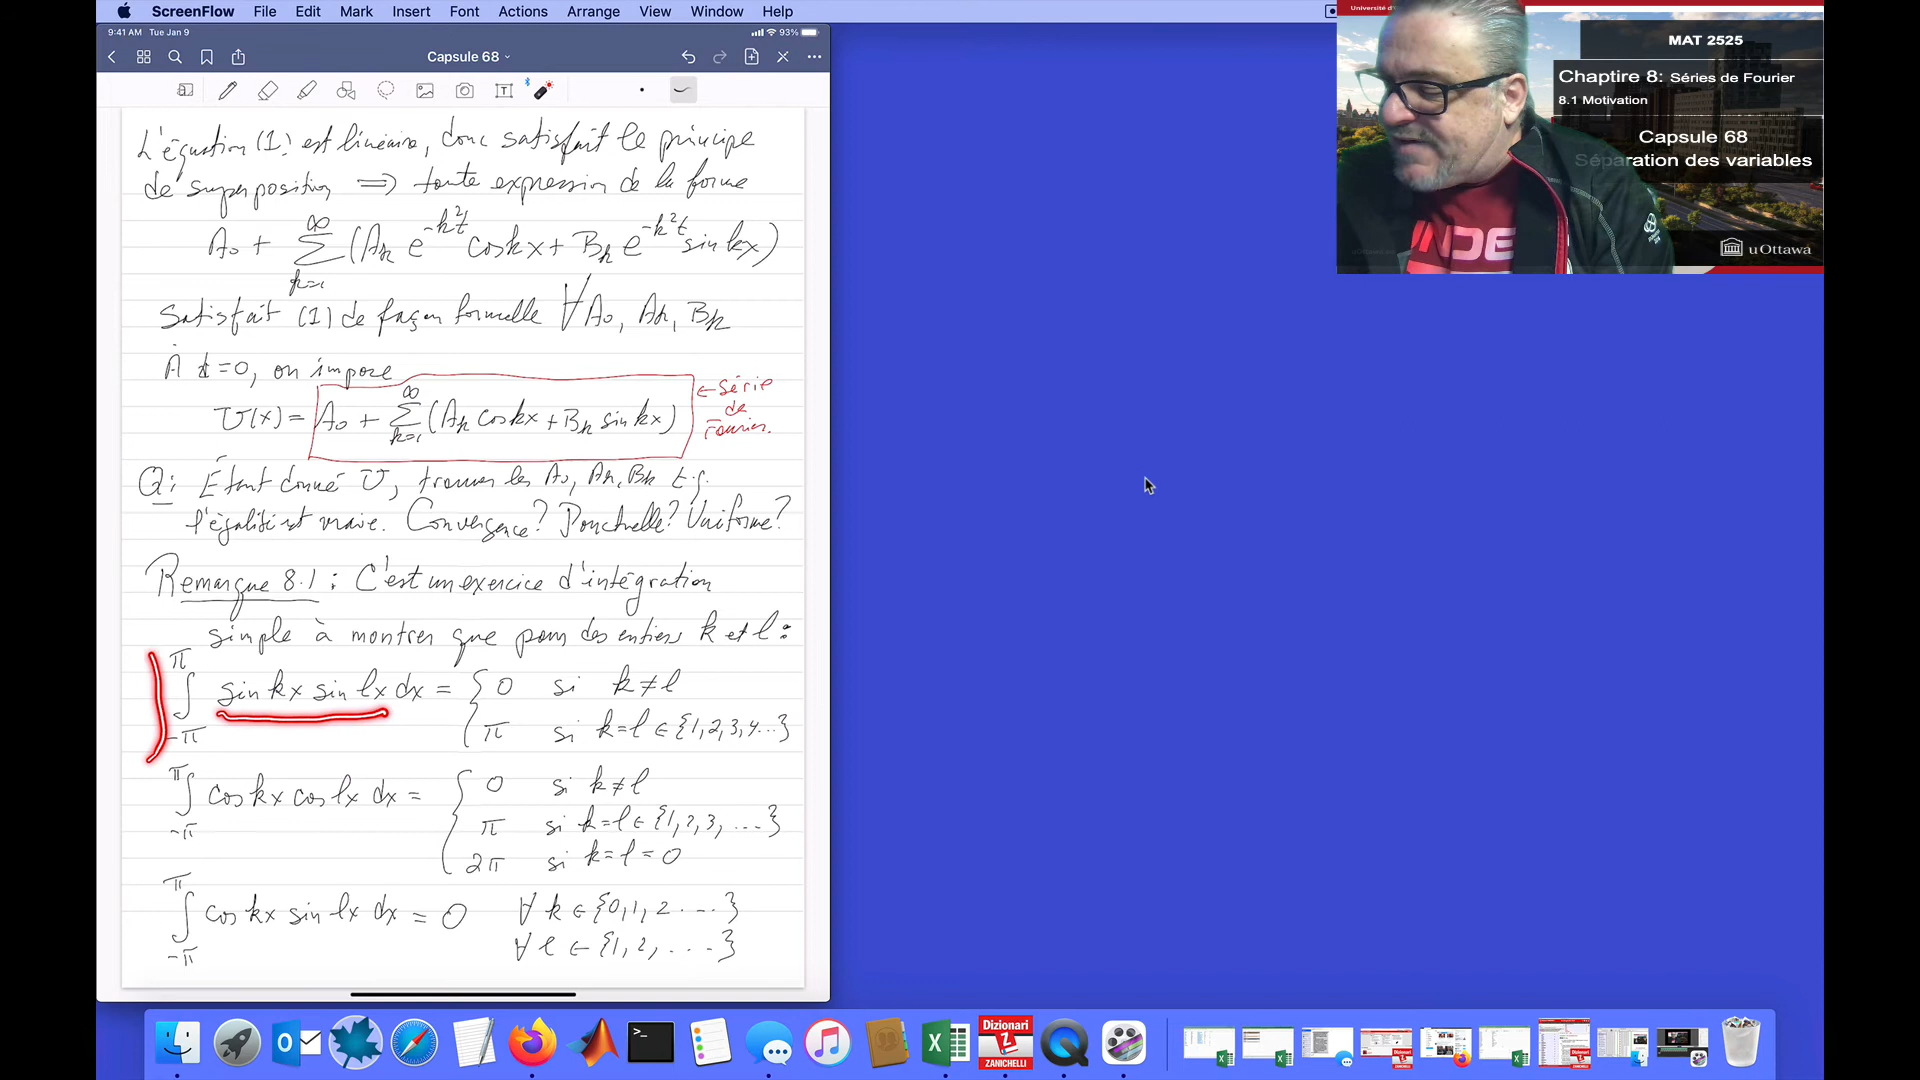 ScreenFlow File Edit Mark Insert Font Actions Arrange View Window Help
9:41 AM Tue Jan 9
93%
Capsule 68
L'équation (1) est linéaire, donc satisfait le principe
de superposition ⟹ toute expression de la forme
A₀ + ∑_{k=1}^{∞} (A_k e^{-k²t} cos kx + B_k e^{-k²t} sin kx)
satisfait (1) de façon formelle ∀ A₀, A_k, B_k
À t=0, on impose
U(x) = A₀ + ∑_{k=1}^{∞} (A_k cos kx + B_k sin kx)
← Série
de
Fourier.
Q: Étant donné U, trouver les A₀, A_k, B_k t.q.
l'égalité est vraie. Convergence? Ponctuelle? Uniforme?
Remarque 8.1 : C'est un exercice d'intégration
simple à montrer que pour des entiers k et l :
∫_{-π}^{π} sin kx sin lx dx = { 0 si k ≠ l
π si k = l ∈ {1,2,3,4...}
∫_{-π}^{π} cos kx cos lx dx = { 0 si k ≠ l
π si k = l ∈ {1,2,3,....}
2π si k = l = 0
∫_{-π}^{π} cos kx sin lx dx = 0 ∀ k ∈ {0,1,2....}
∀ l ∈ {1,2,....}
MAT 2525
Chaptire 8: Séries de Fourier
8.1 Motivation
Capsule 68
Séparation des variables
uOttawa
Dizionari
Z
ZANICHELLI